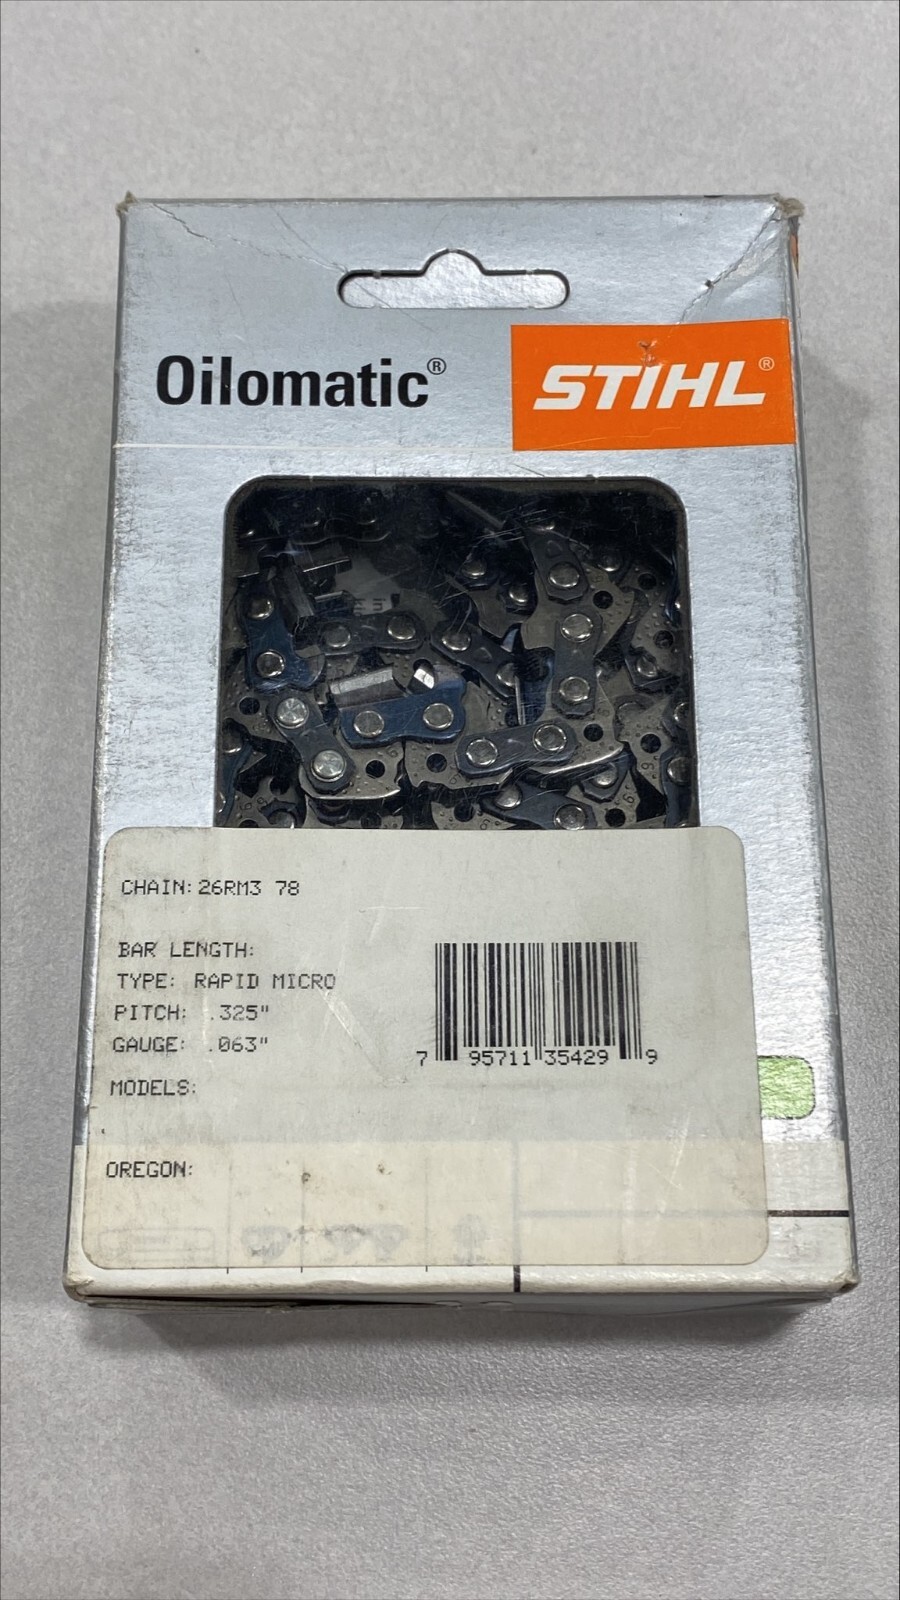 Oilomatic®
STIHL®
CHAIN: 26RM3 78
BAR LENGTH:
TYPE: RAPID MICRO
PITCH: .325"
GAUGE: .063"
MODELS:
OREGON:
7 95711 35429 9